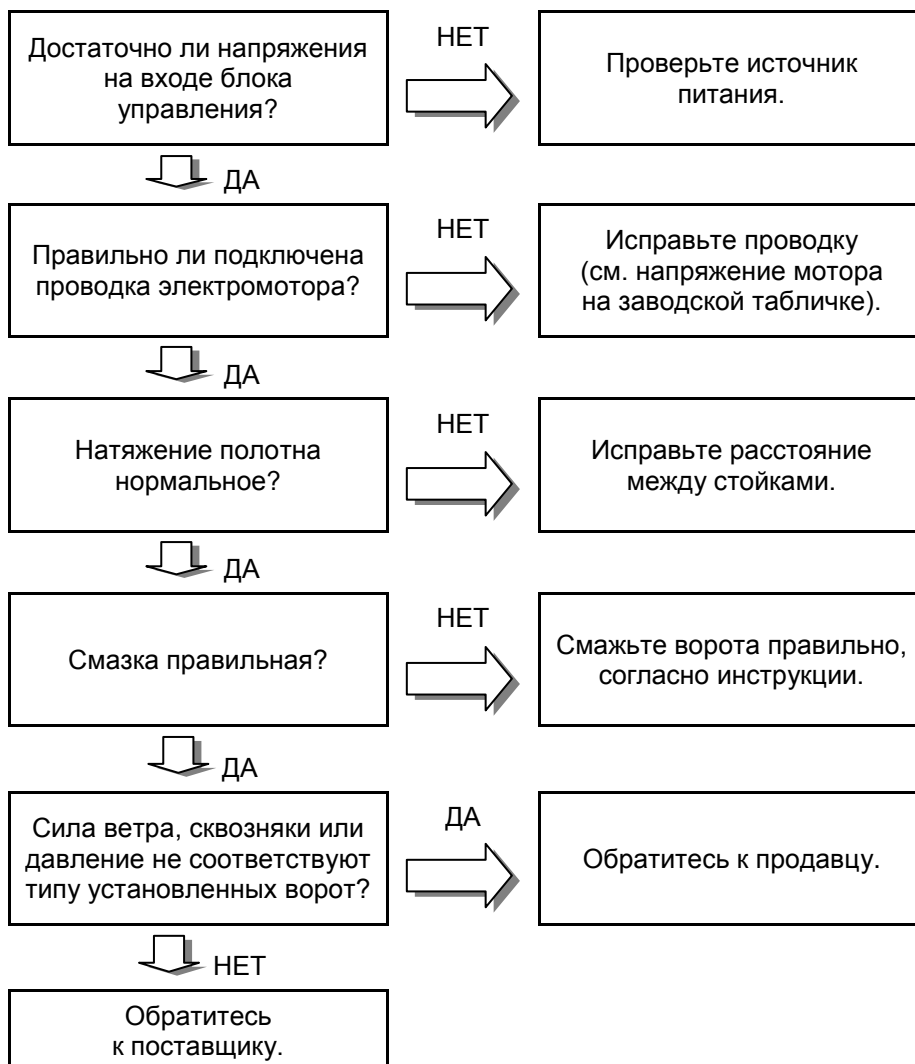 Достаточно ли напряжения
на входе блока
управления?
НЕТ
Проверьте источник
питания.
ДА
Правильно ли подключена
проводка электромотора?
НЕТ
Исправьте проводку
(см. напряжение мотора
на заводской табличке).
ДА
Натяжение полотна
нормальное?
НЕТ
Исправьте расстояние
между стойками.
ДА
Смазка правильная?
НЕТ
Смажьте ворота правильно,
согласно инструкции.
ДА
Сила ветра, сквозняки или
давление не соответствуют
типу установленных ворот?
ДА
Обратитесь к продавцу.
НЕТ
Обратитесь
к поставщику.